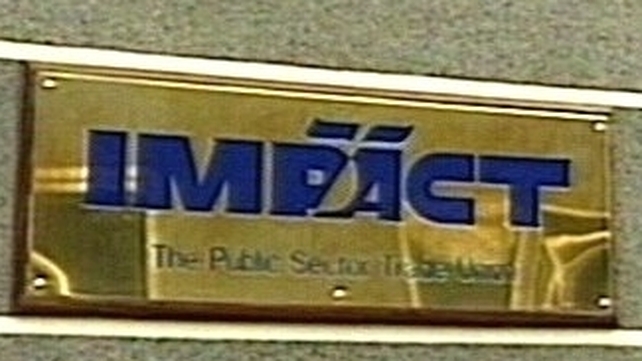 IMPACT
The Public Sector Trade Union